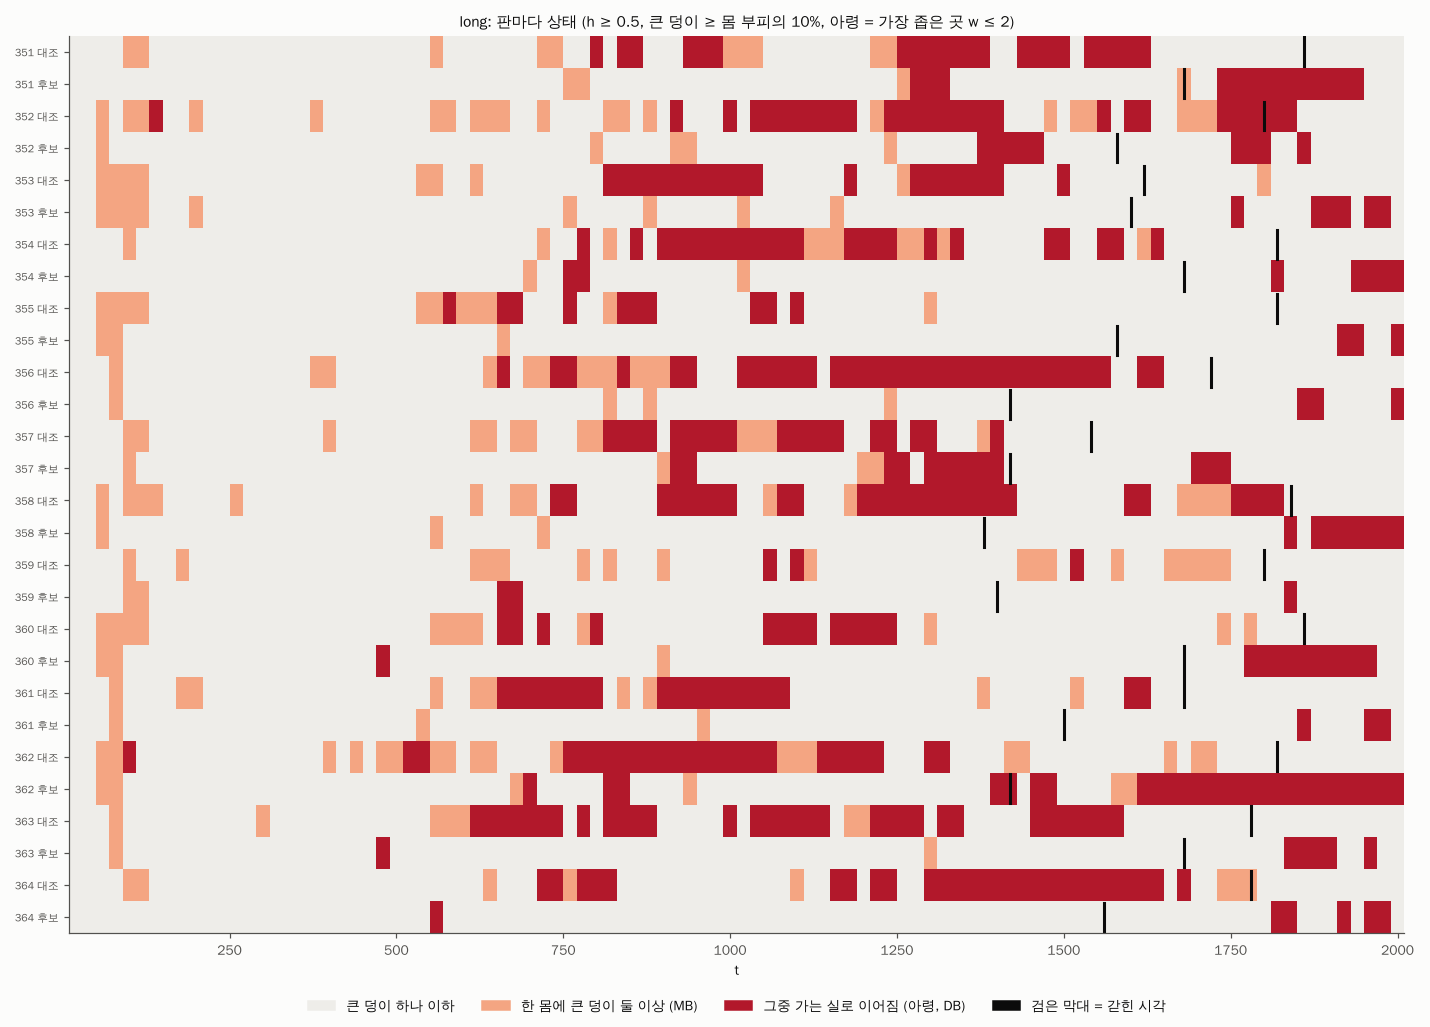 long: 판마다 상태 (h ≥ 0.5, 큰 덩이 ≥ 몸 부피의 10%, 아령 = 가장 좁은 곳 w ≤ 2)
351 대조
351 후보
352 대조
352 후보
353 대조
353 후보
354 대조
354 후보
355 대조
355 후보
356 대조
356 후보
357 대조
357 후보
358 대조
358 후보
359 대조
359 후보
360 대조
360 후보
361 대조
361 후보
362 대조
362 후보
363 대조
363 후보
364 대조
364 후보
250 500 750 1000 1250 1500 1750 2000
t
큰 덩이 하나 이하 한 몸에 큰 덩이 둘 이상 (MB) 그중 가는 실로 이어짐 (아령, DB) 검은 막대 = 갇힌 시각